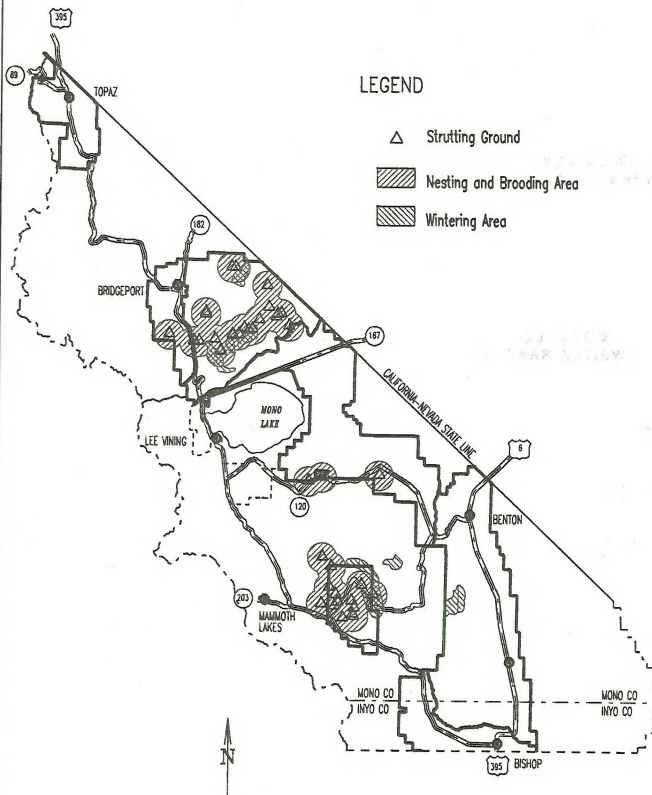 395
89
TOPAZ
LEGEND
Strutting Ground
Nesting and Brooding Area
Wintering Area
182
BRIDGEPORT
167
MONO
LAKE
CALIFORNIA-NEVADA STATE LINE
LEE VINING
6
120
BENTON
203
MAMMOTH
LAKES
MONO CO
INYO CO
MONO CO
INYO CO
N
395
BISHOP